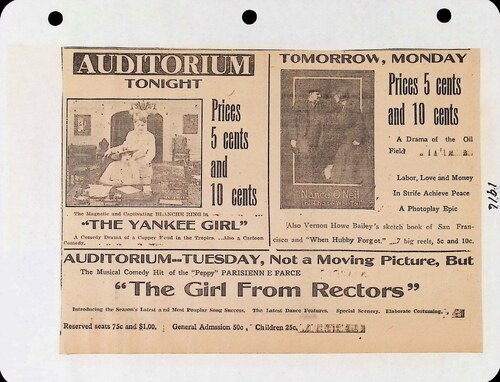 AUDITORIUM
TONIGHT
Prices
5 cents
and
10 cents
The Magnetic and Captivating BLANCHE RING in
"THE YANKEE GIRL"
A Comedy Drama of a Copper Feud in the Tropics. Also a Cartoon
Comedy.
TOMORROW, MONDAY
Prices 5 cents
and 10 cents
A Drama of the Oil
Field
Labor, Love and Money
In Strife Achieve Peace
A Photoplay Epic
Nance O'Neil
Also Vernon Howe Bailey's sketch book of San Fran-
cisco and "When Hubby Forgot." 7 big reels, 5c and 10c.
1916
AUDITORIUM—TUESDAY, Not a Moving Picture, But
The Musical Comedy Hit of the "Peppy" PARISIENN E FARCE
"The Girl From Rectors"
Introducing the Season's Latest and Most Popular Song Success. The Latest Dance Features. Special Scenery. Elaborate Costuming.
Reserved seats 75c and $1.00. General Admission 50c, Children 25c.